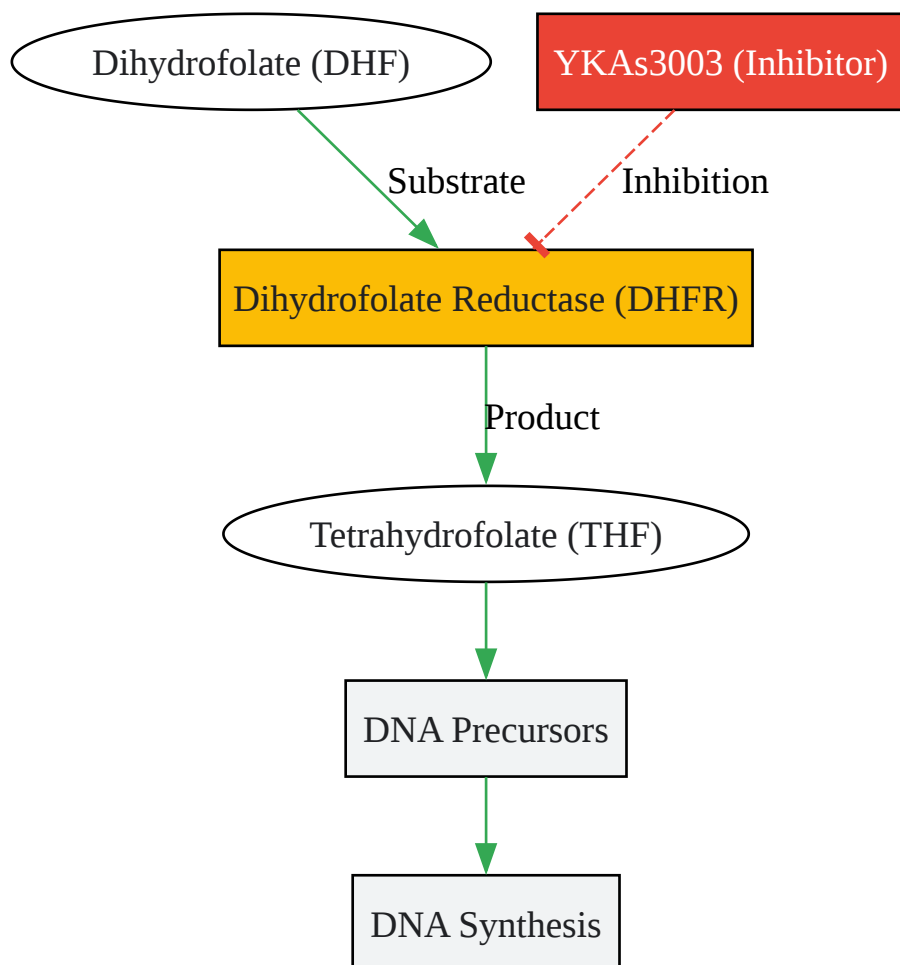 Dihydrofolate (DHF)
YKAs3003 (Inhibitor)
Substrate
Inhibition
Dihydrofolate Reductase (DHFR)
Product
Tetrahydrofolate (THF)
DNA Precursors
DNA Synthesis